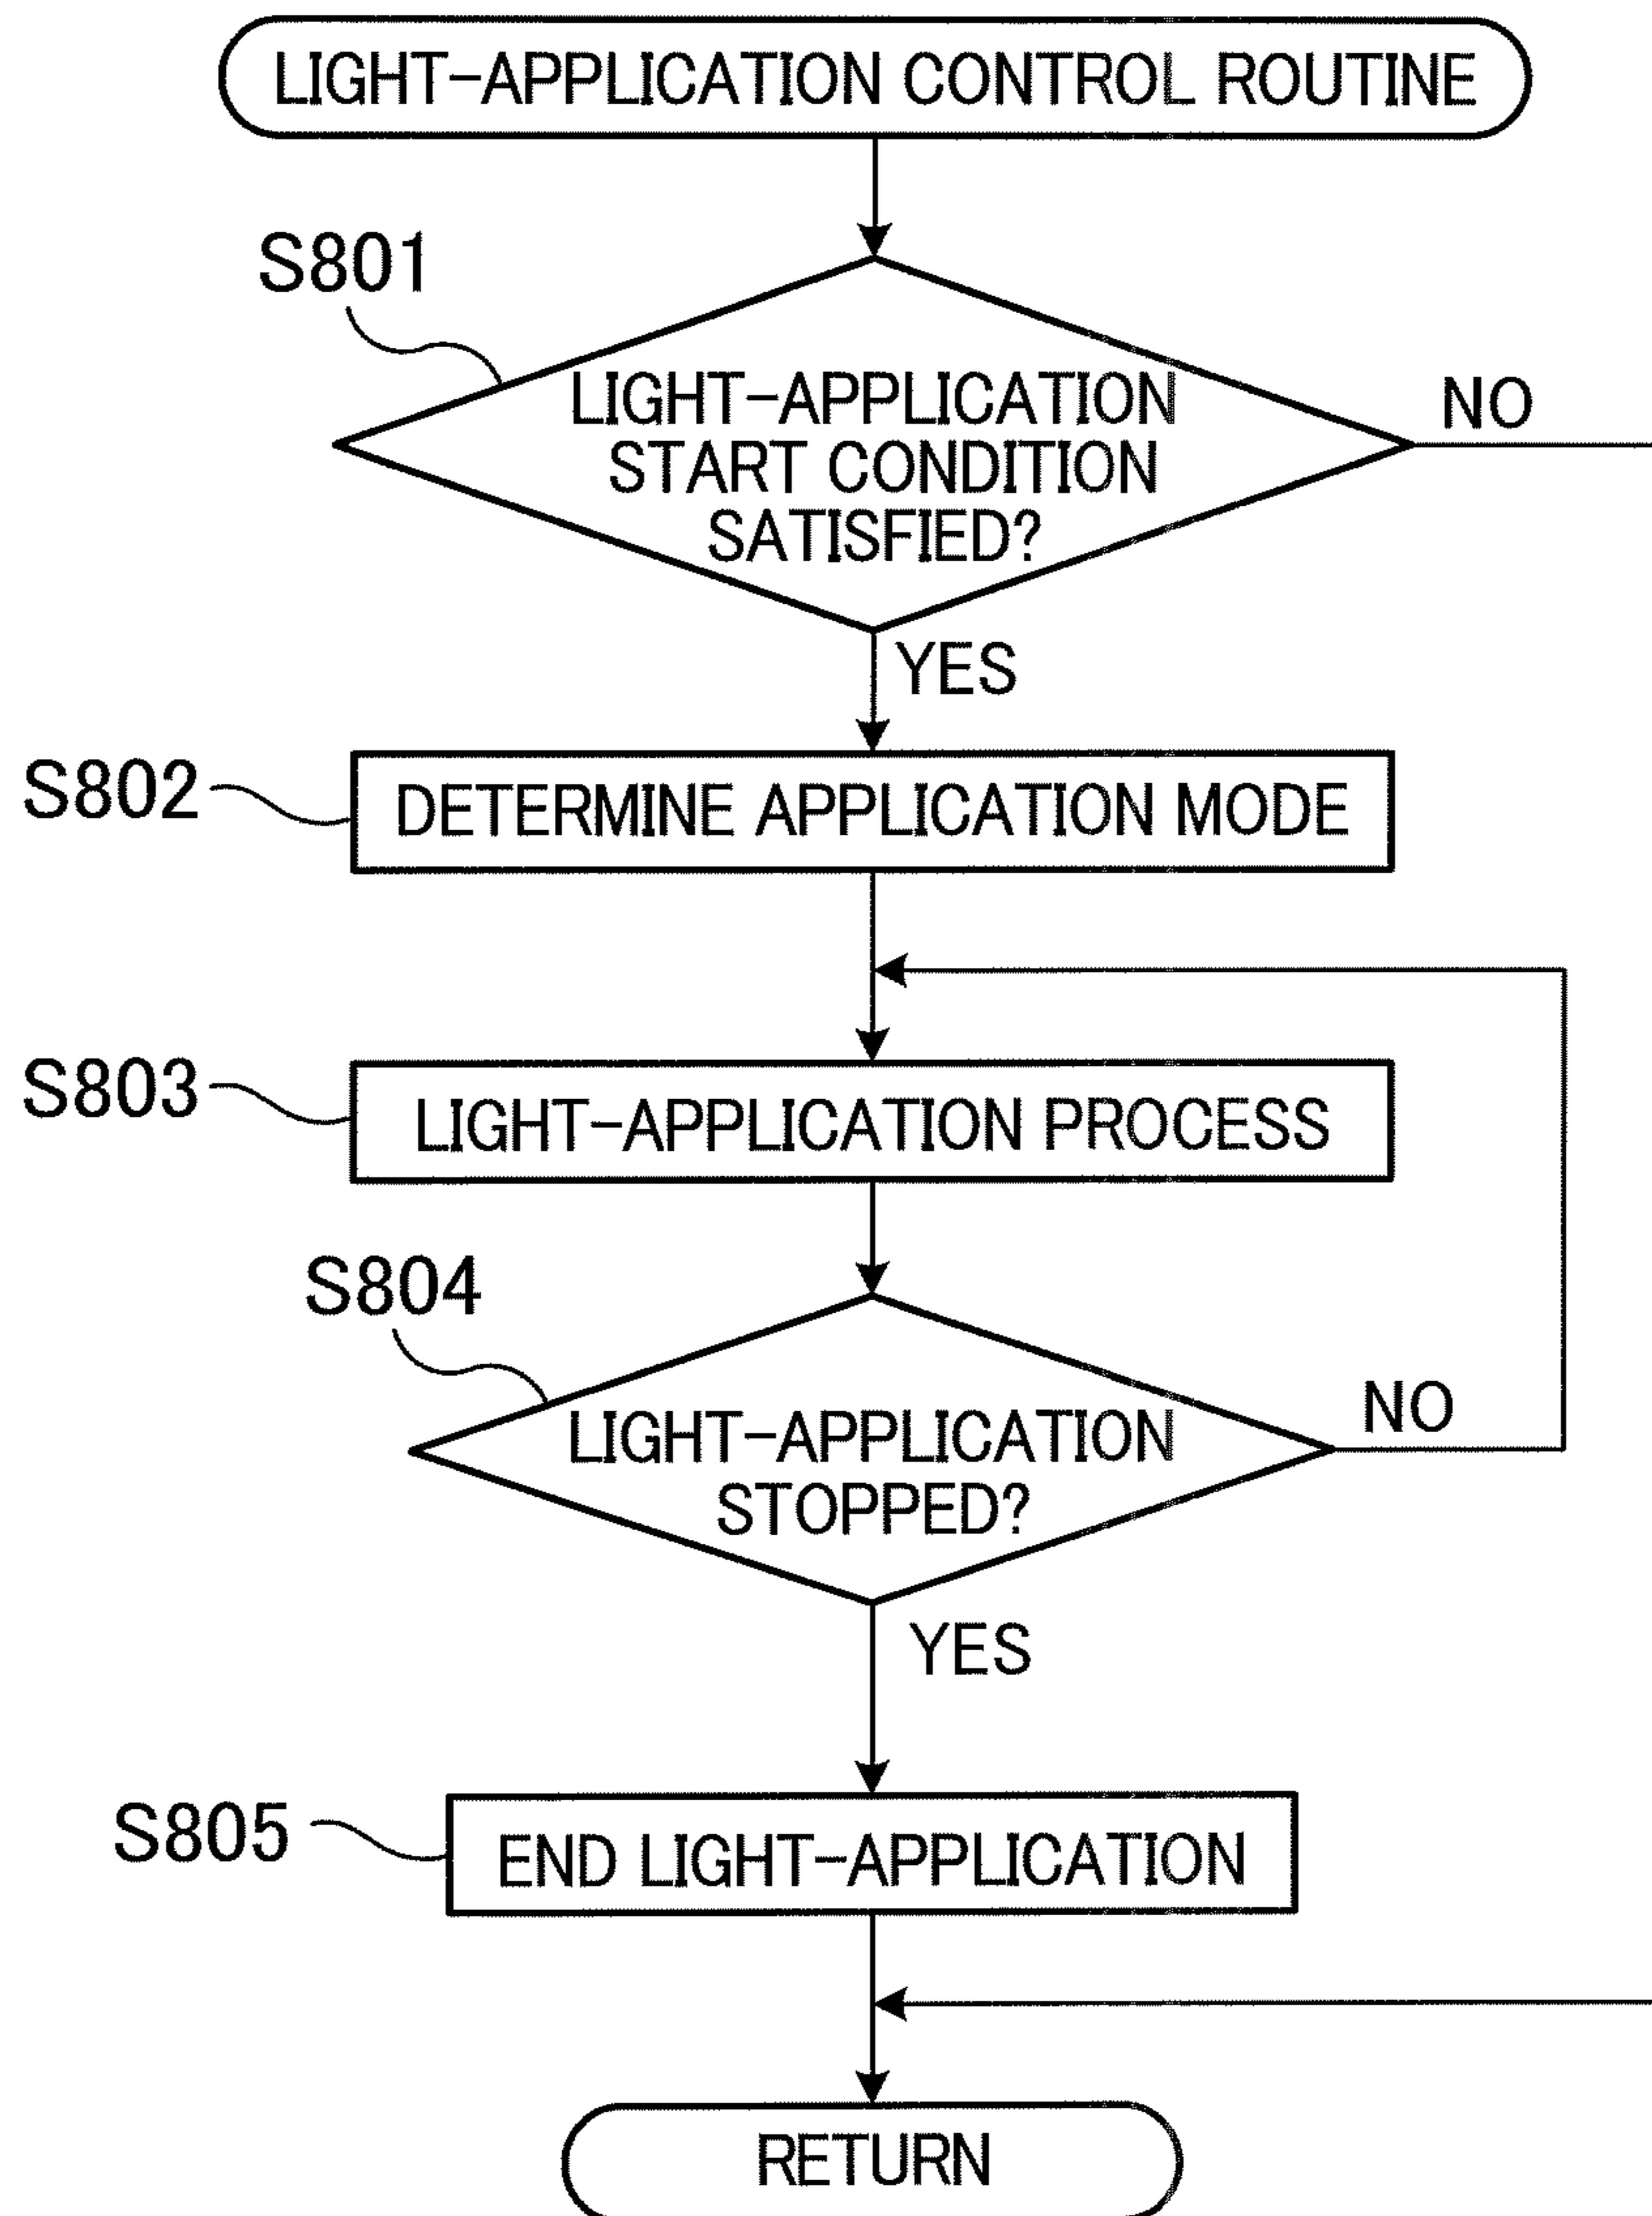 LIGHT-APPLICATION CONTROL ROUTINE
S801
LIGHT-APPLICATION
START CONDITION
SATISFIED?
NO
YES
S802
DETERMINE APPLICATION MODE
S803
LIGHT-APPLICATION PROCESS
S804
LIGHT-APPLICATION
STOPPED?
NO
YES
S805
END LIGHT-APPLICATION
RETURN